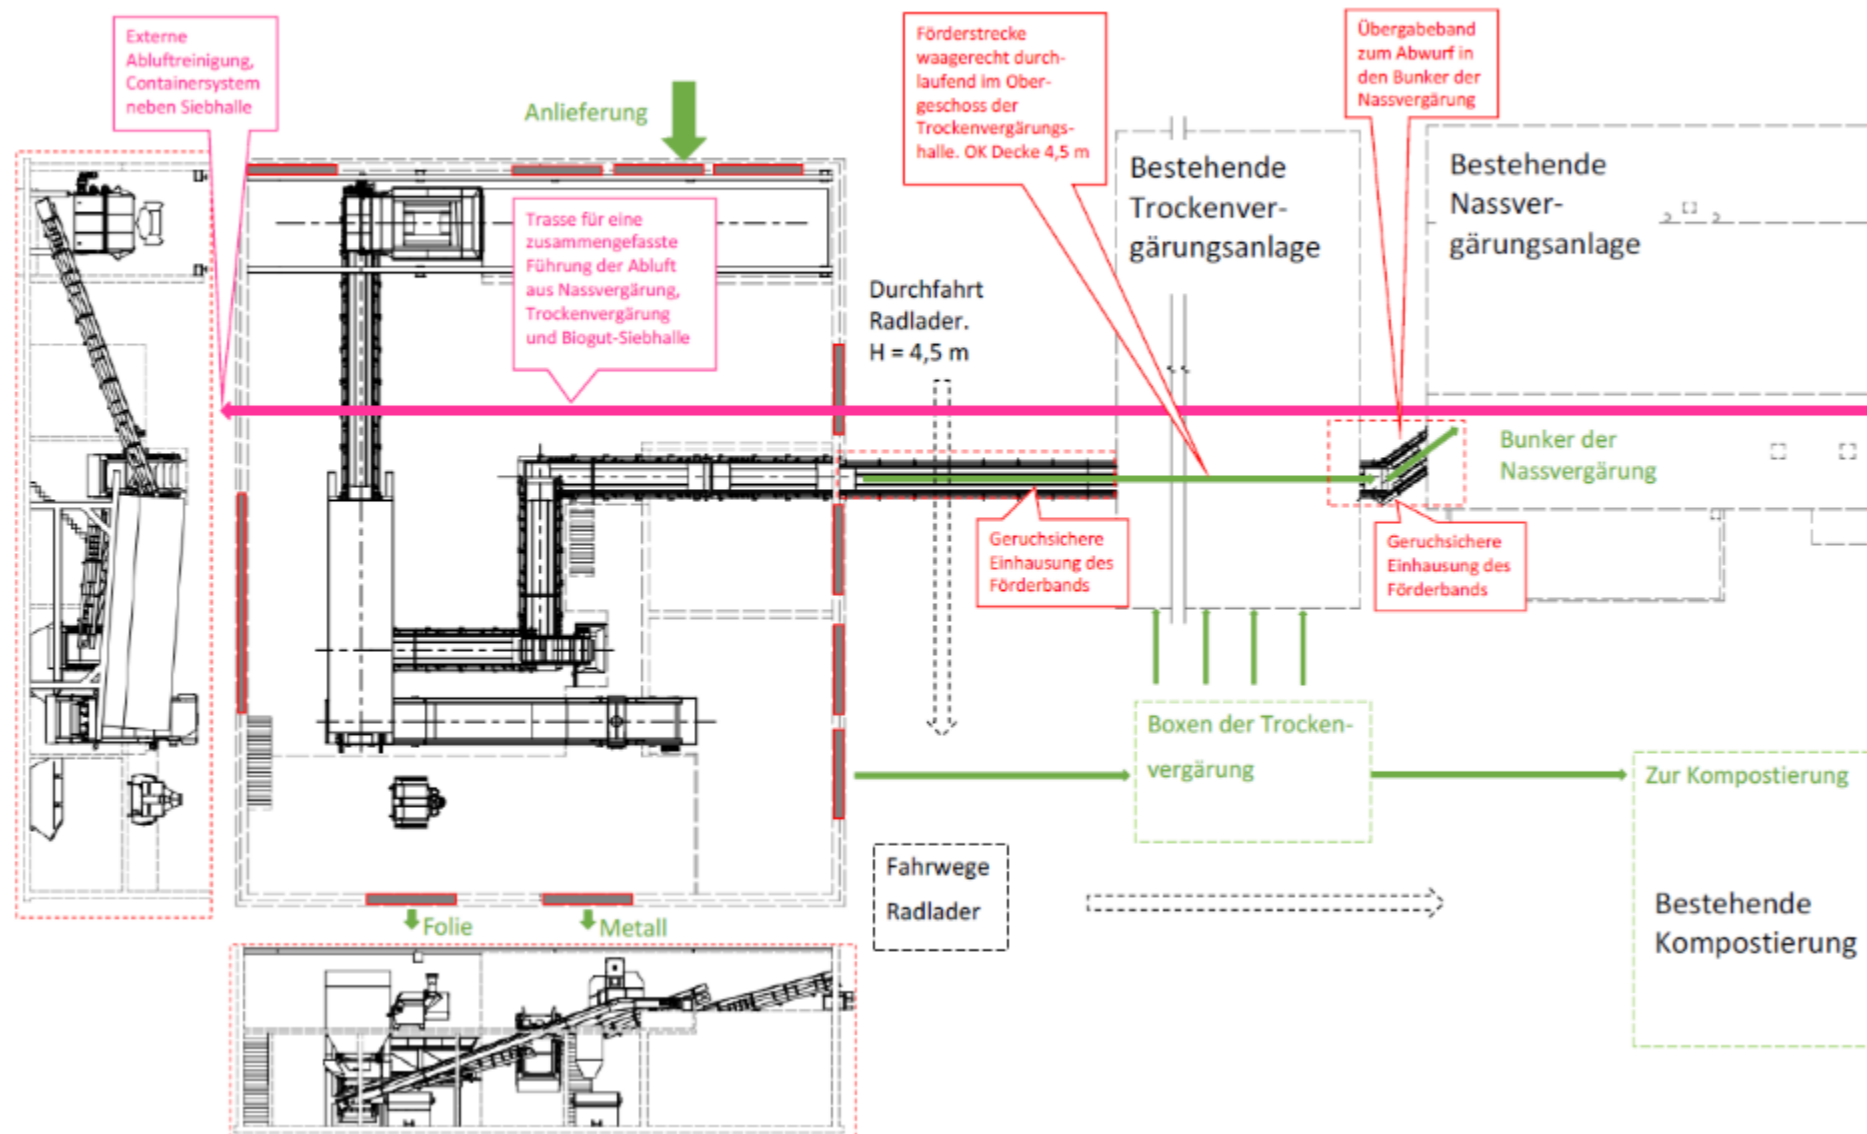 Externe
Abluftreinigung,
Containersystem
neben Siebhalle
Anlieferung
Förderstrecke
waagerecht durch-
laufend im Ober-
geschoss der
Trockenvergärungs-
halle. OK Decke 4,5 m
Übergabeband
zum Abwurf in
den Bunker der
Nassvergärung
Bestehende
Trockenver-
gärungsanlage
Bestehende
Nassver-
gärungsanlage
Trasse für eine
zusammengefasste
Führung der Abluft
aus Nassvergärung,
Trockenvergärung
und Biogut-Siebhalle
Durchfahrt
Radlader.
H = 4,5 m
Bunker der
Nassvergärung
Geruchsichere
Einhausung des
Förderbands
Geruchsichere
Einhausung des
Förderbands
Boxen der Trocken-
vergärung
Zur Kompostierung
Fahrwege
Radlader
Bestehende
Kompostierung
Folie
Metall